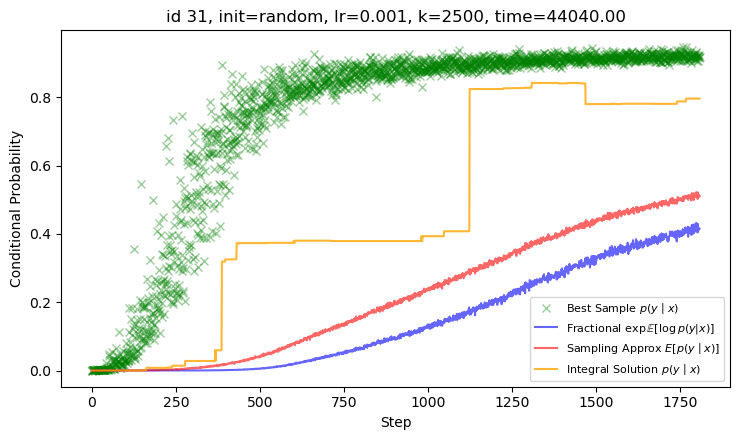 id 31, init=random, lr=0.001, k=2500, time=44040.00
Conditional Probability
0.8
0.6
0.4
0.2
0.0
Best Sample p(y | x)
Fractional exp𝔼[log p(y|x)]
Sampling Approx E[p(y | x)]
Integral Solution p(y | x)
0 250 500 750 1000 1250 1500 1750
Step